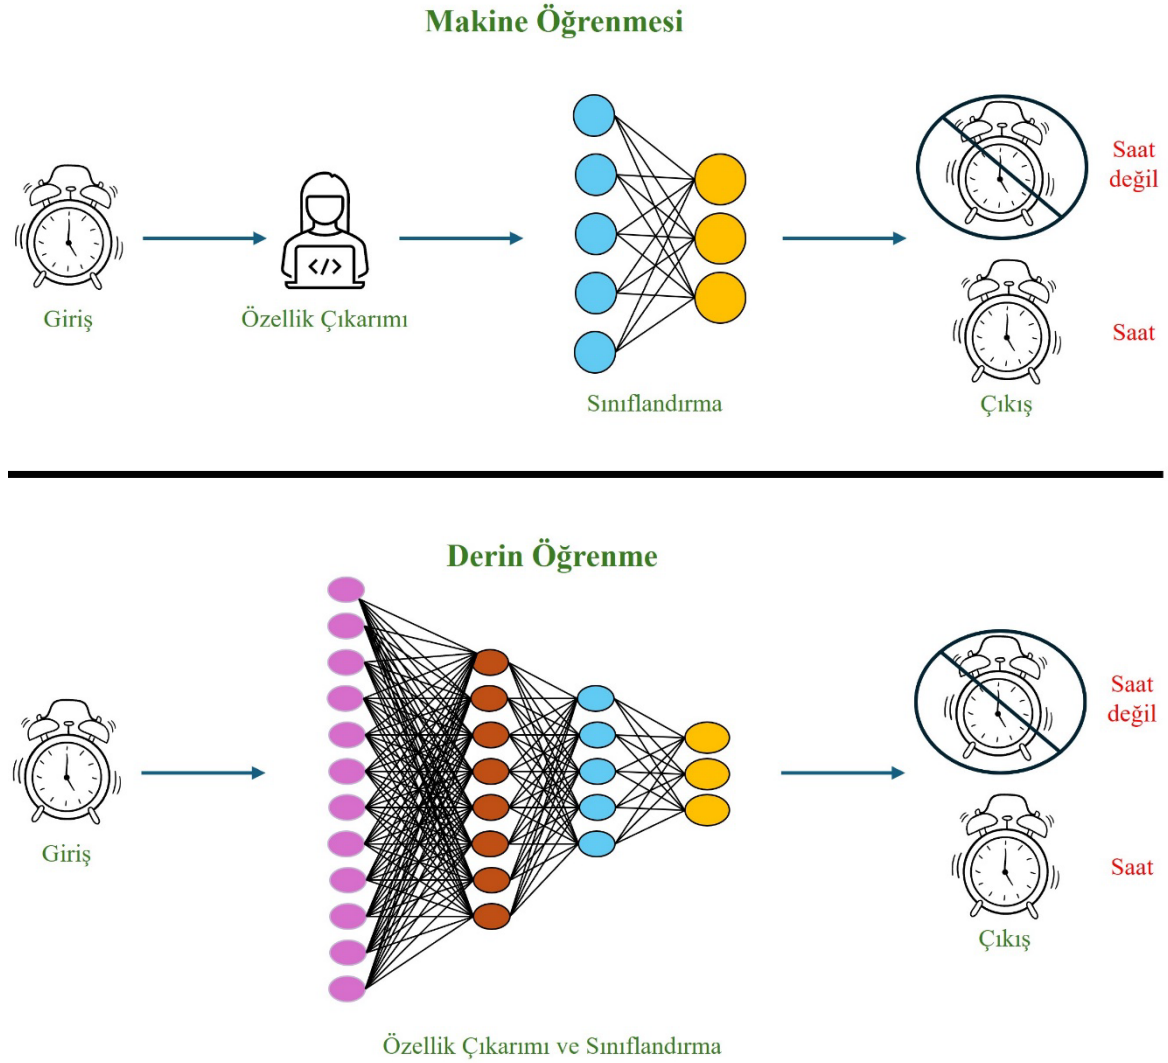 Makine Öğrenmesi
Saat
değil
Giriş
Özellik Çıkarımı
</>
Saat
Sınıflandırma
Çıkış
Derin Öğrenme
Saat
değil
Giriş
Saat
Çıkış
Özellik Çıkarımı ve Sınıflandırma